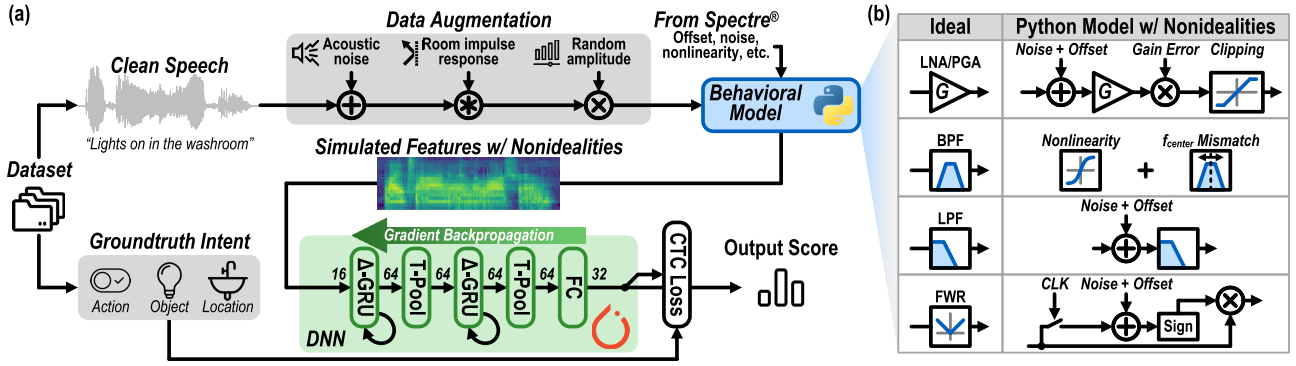 (a)
Data Augmentation
Acoustic
noise
Room impulse
response
Random
amplitude
Clean Speech
"Lights on in the washroom"
From Spectre®
Offset, noise,
nonlinearity, etc.
Behavioral
Model
Simulated Features w/ Nonidealities
Dataset
Groundtruth Intent
Action
Object
Location
Gradient Backpropagation
16
Δ-GRU
64
T-Pool
64
Δ-GRU
64
T-Pool
64
FC
32
DNN
CTC Loss
Output Score
(b)
Ideal
Python Model w/ Nonidealities
LNA/PGA
G
Noise + Offset
G
Gain Error
Clipping
BPF
Nonlinearity
+
fcenter Mismatch
LPF
Noise + Offset
FWR
CLK
Noise + Offset
Sign